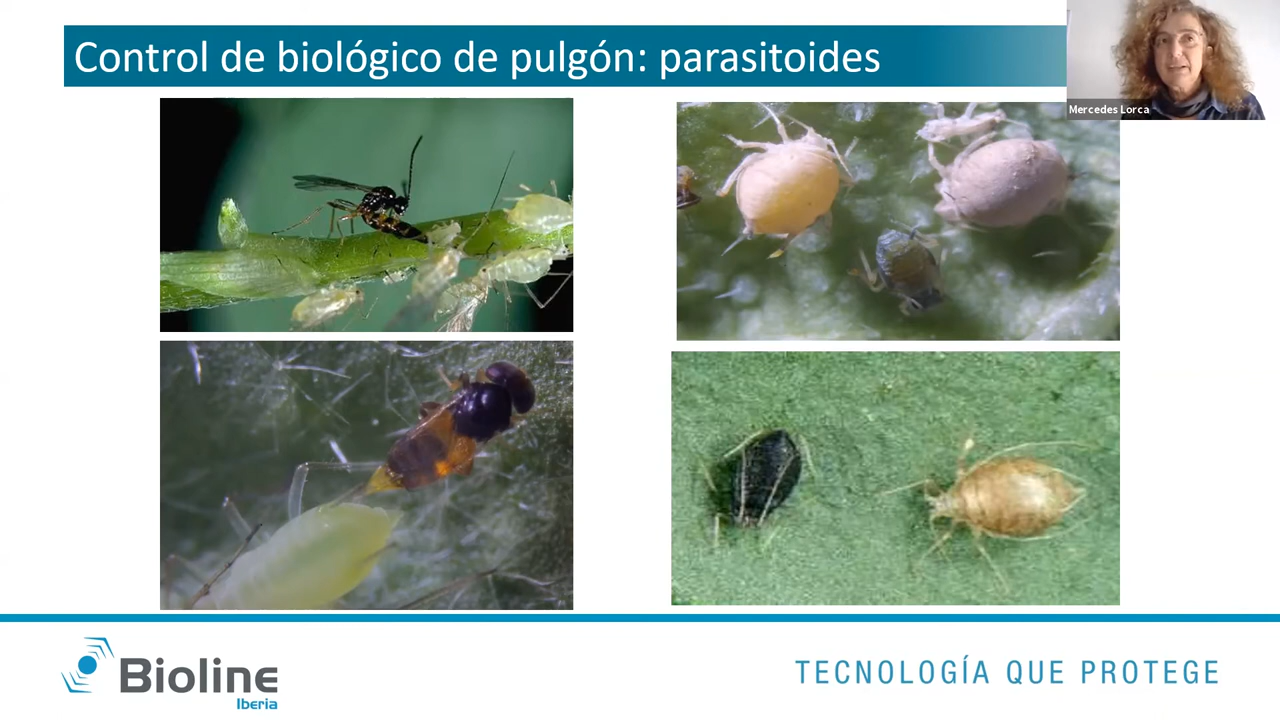 Control de biológico de pulgón: parasitoides
Mercedes Lorca
Bioline
Iberia
TECNOLOGÍA QUE PROTEGE